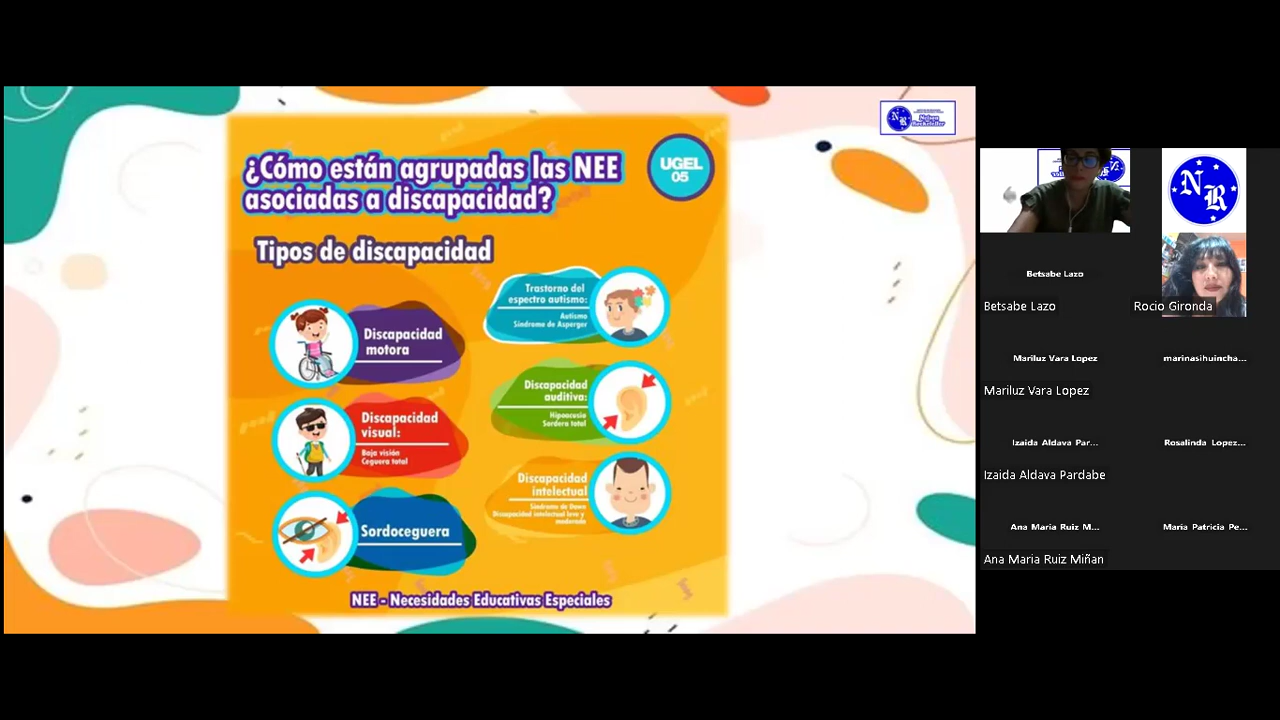 ¿Cómo están agrupadas las NEE
asociadas a discapacidad?
UGEL
05
Tipos de discapacidad
Discapacidad
motora
Discapacidad
visual:
Baja visión
Ceguera total
Sordoceguera
Trastorno del
espectro autismo:
Autismo
Síndrome de Asperger
Discapacidad
auditiva:
Hipoacusia
Sordera total
Discapacidad
intelectual
Síndrome de Down
Discapacidad intelectual leve y
moderada
NEE - Necesidades Educativas Especiales
N R
N R
Betsabe Lazo
Betsabe Lazo
Rocio Gironda
Mariluz Vara Lopez
marinasihuincha...
Mariluz Vara Lopez
Izaida Aldava Par...
Rosalinda Lopez...
Izaida Aldava Pardabe
Ana Maria Ruiz M...
Maria Patricia Pe...
Ana Maria Ruiz Miñan